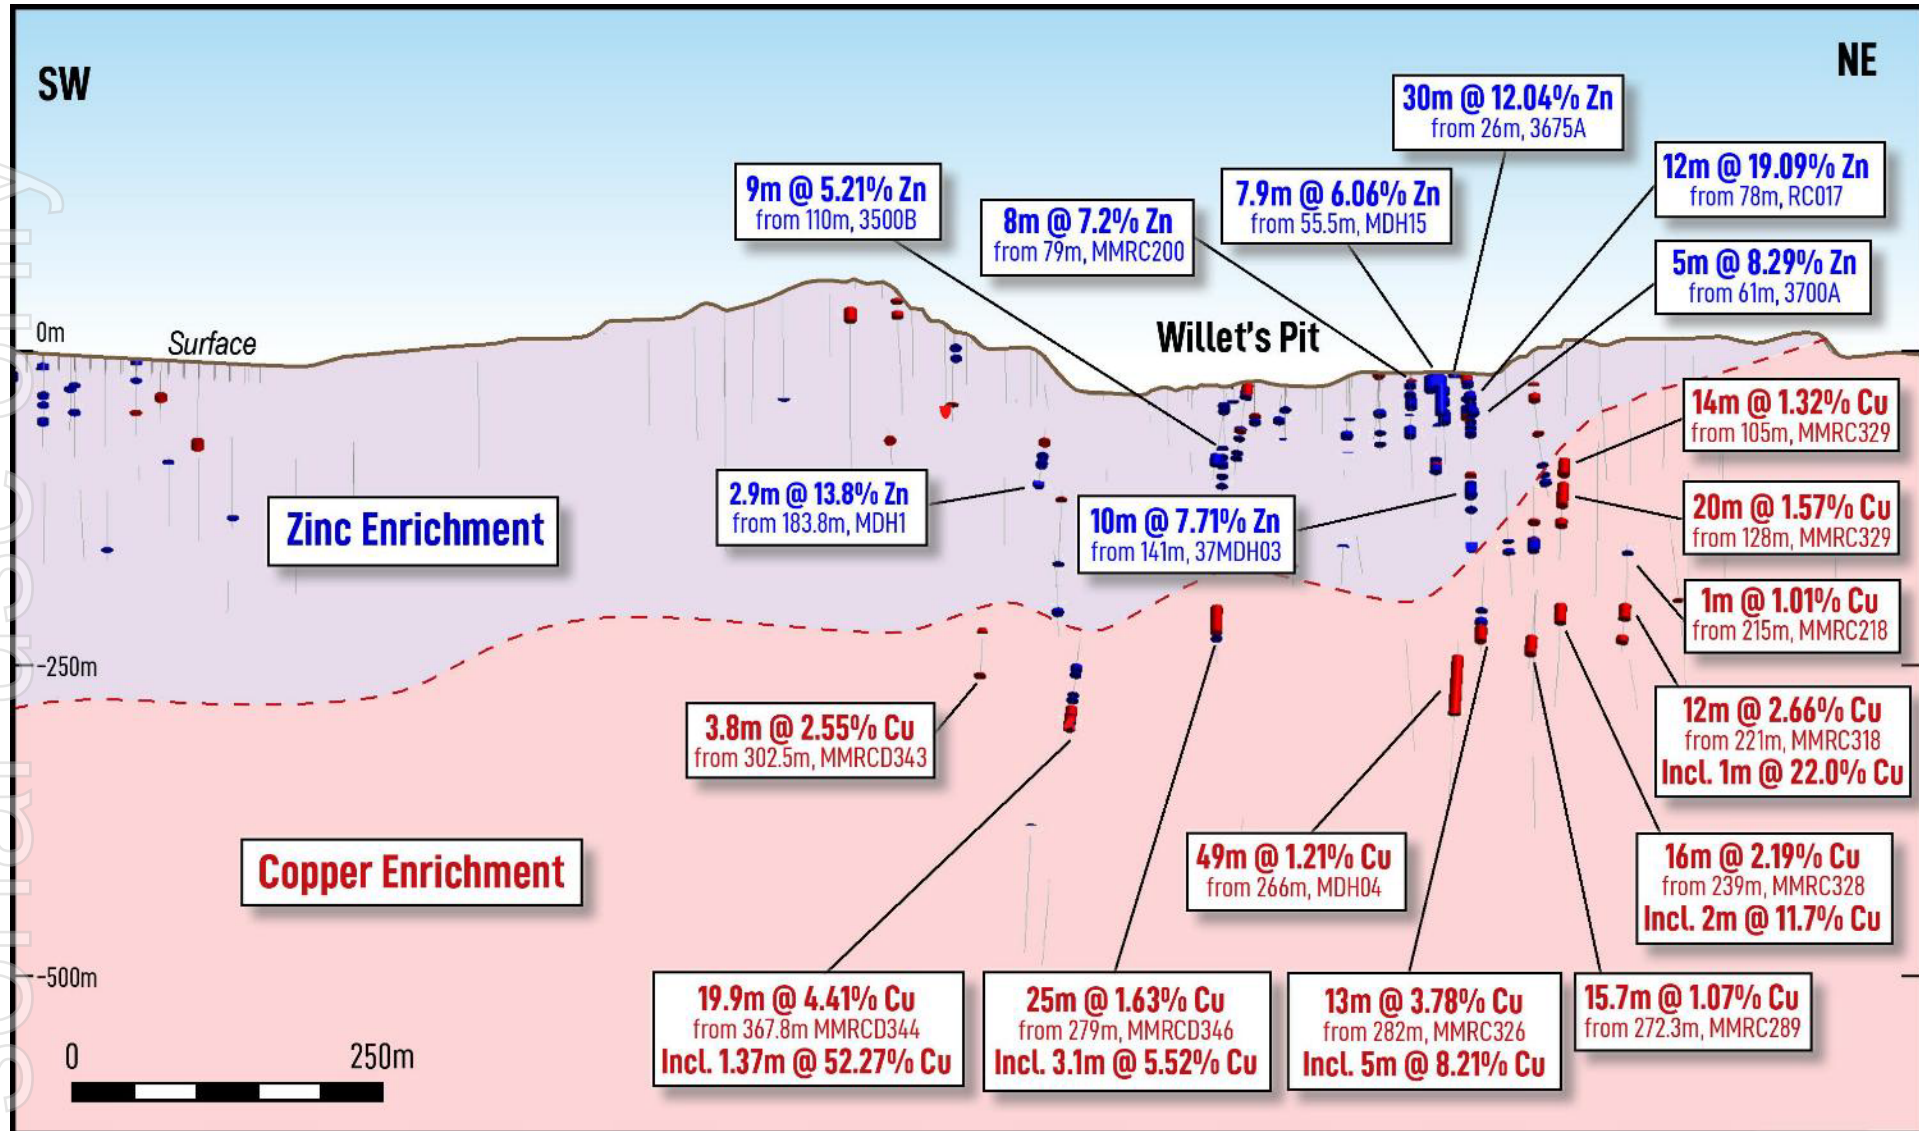 SW
NE
30m @ 12.04% Zn
from 26m, 3675A
12m @ 19.09% Zn
from 78m, RC017
9m @ 5.21% Zn
from 110m, 3500B
7.9m @ 6.06% Zn
from 55.5m, MDH15
8m @ 7.2% Zn
from 79m, MMRC200
5m @ 8.29% Zn
from 61m, 3700A
0m
Surface
Willet's Pit
14m @ 1.32% Cu
from 105m, MMRC329
2.9m @ 13.8% Zn
from 183.8m, MDH1
Zinc Enrichment
10m @ 7.71% Zn
from 141m, 37MDH03
20m @ 1.57% Cu
from 128m, MMRC329
1m @ 1.01% Cu
from 215m, MMRC218
-250m
3.8m @ 2.55% Cu
from 302.5m, MMRCD343
12m @ 2.66% Cu
from 221m, MMRC318
Incl. 1m @ 22.0% Cu
Copper Enrichment
49m @ 1.21% Cu
from 266m, MDH04
16m @ 2.19% Cu
from 239m, MMRC328
Incl. 2m @ 11.7% Cu
-500m
19.9m @ 4.41% Cu
from 367.8m MMRCD344
Incl. 1.37m @ 52.27% Cu
25m @ 1.63% Cu
from 279m, MMRCD346
Incl. 3.1m @ 5.52% Cu
13m @ 3.78% Cu
from 282m, MMRC326
Incl. 5m @ 8.21% Cu
15.7m @ 1.07% Cu
from 272.3m, MMRC289
0
250m